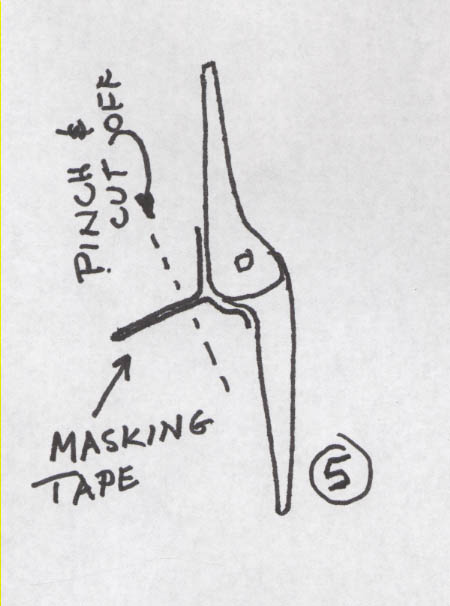 PINCH &
CUT OFF
MASKING
TAPE
5